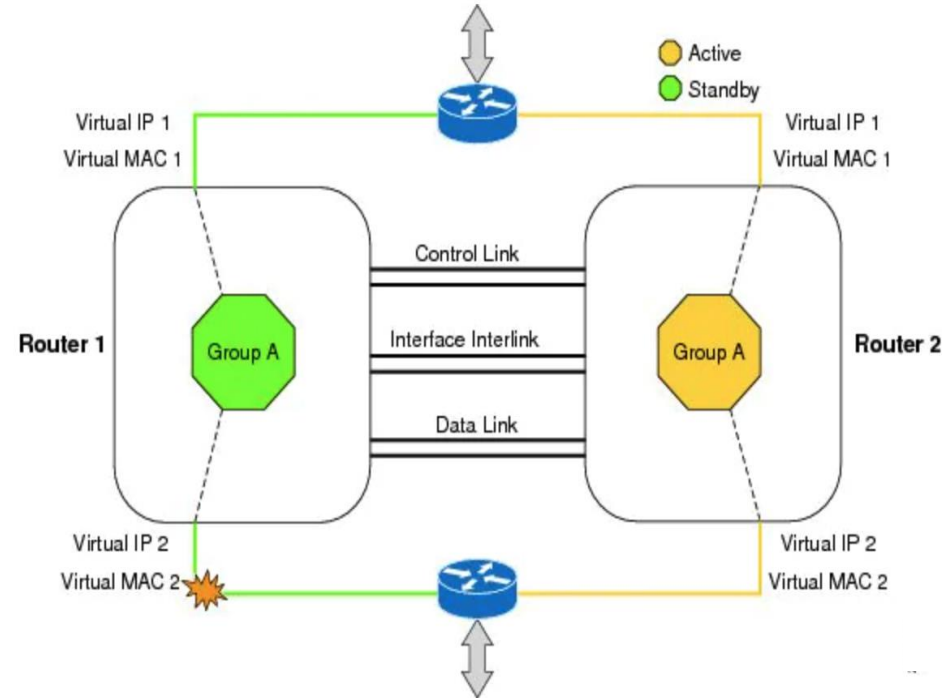 Active
Standby
Virtual IP 1
Virtual MAC 1
Virtual IP 1
Virtual MAC 1
Control Link
Router 1
Group A
Interface Interlink
Group A
Router 2
Data Link
Virtual IP 2
Virtual MAC 2
Virtual IP 2
Virtual MAC 2